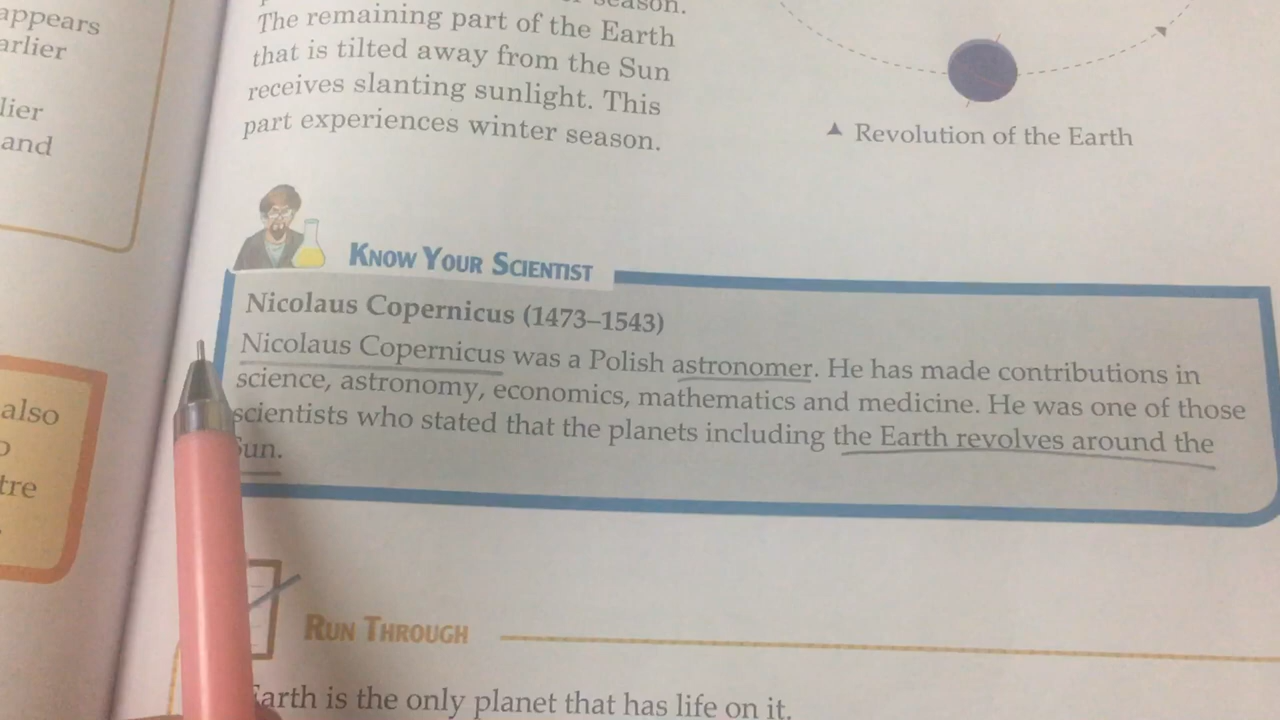 appears
arlier
lier
and
also
tre
season.
The remaining part of the Earth
that is tilted away from the Sun
receives slanting sunlight. This
part experiences winter season.
▲ Revolution of the Earth
KNOW YOUR SCIENTIST
Nicolaus Copernicus (1473–1543)
Nicolaus Copernicus was a Polish astronomer. He has made contributions in
science, astronomy, economics, mathematics and medicine. He was one of those
scientists who stated that the planets including the Earth revolves around the
Sun.
RUN THROUGH
Earth is the only planet that has life on it.